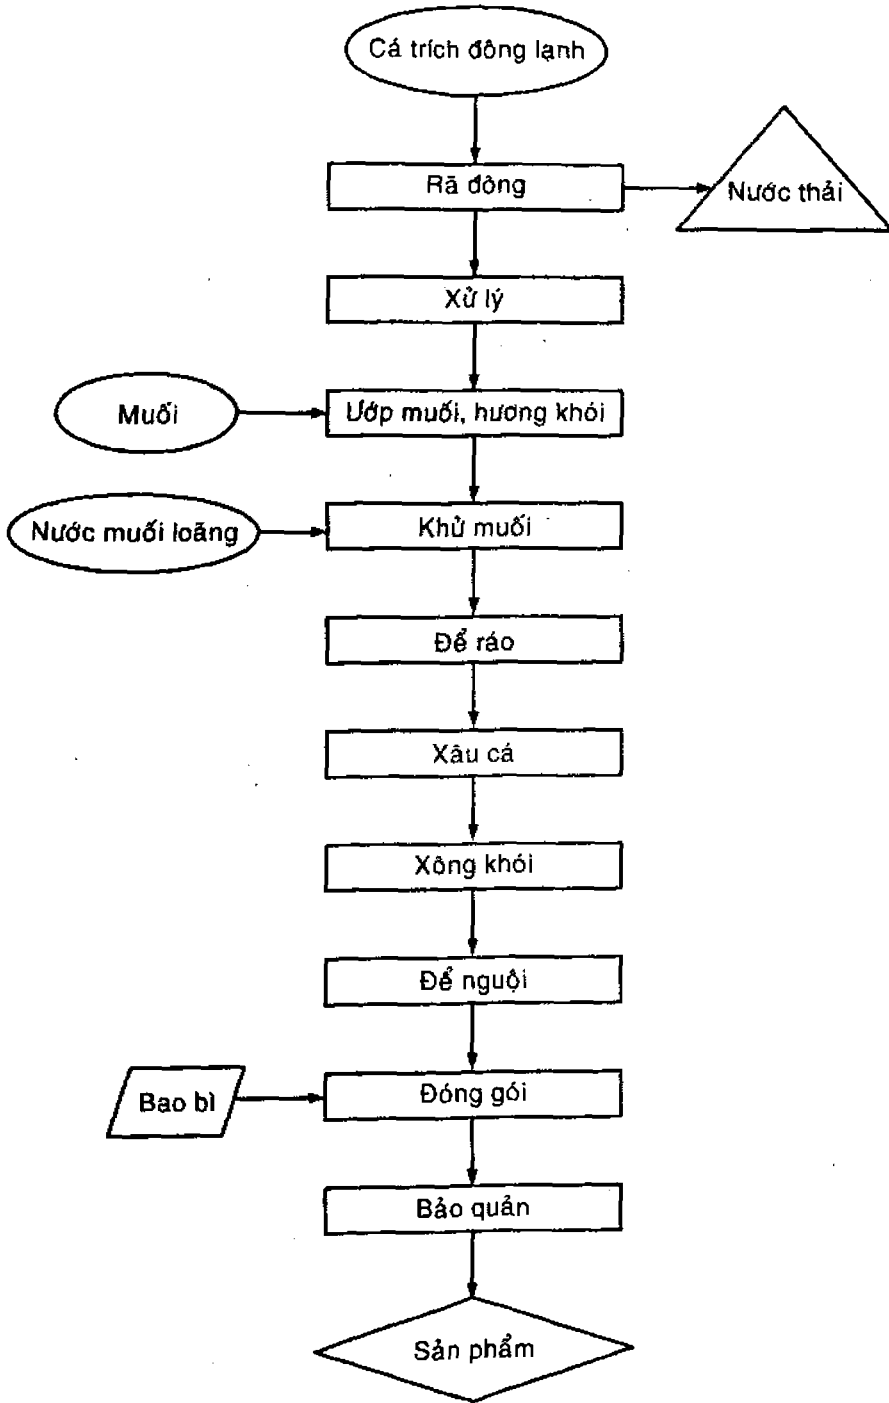 Cá trích đông lạnh
Rã đông
Nước thải
Xử lý
Muối
Ướp muối, hương khói
Nước muối loãng
Khử muối
Để ráo
Xâu cá
Xông khói
Để nguội
Bao bì
Đóng gói
Bảo quản
Sản phẩm